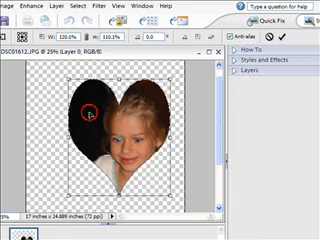 Image Enhance Layer Select Filter View Window Help
Type a question for help
Quick Fix
W: 120.1% H: 110.1% 0.0 Anti-alias
DSC01612.JPG @ 25% (Layer 0, RGB/8)
How To
Styles and Effects
Layers
25% 17 inches x 24.889 inches (72 ppi)